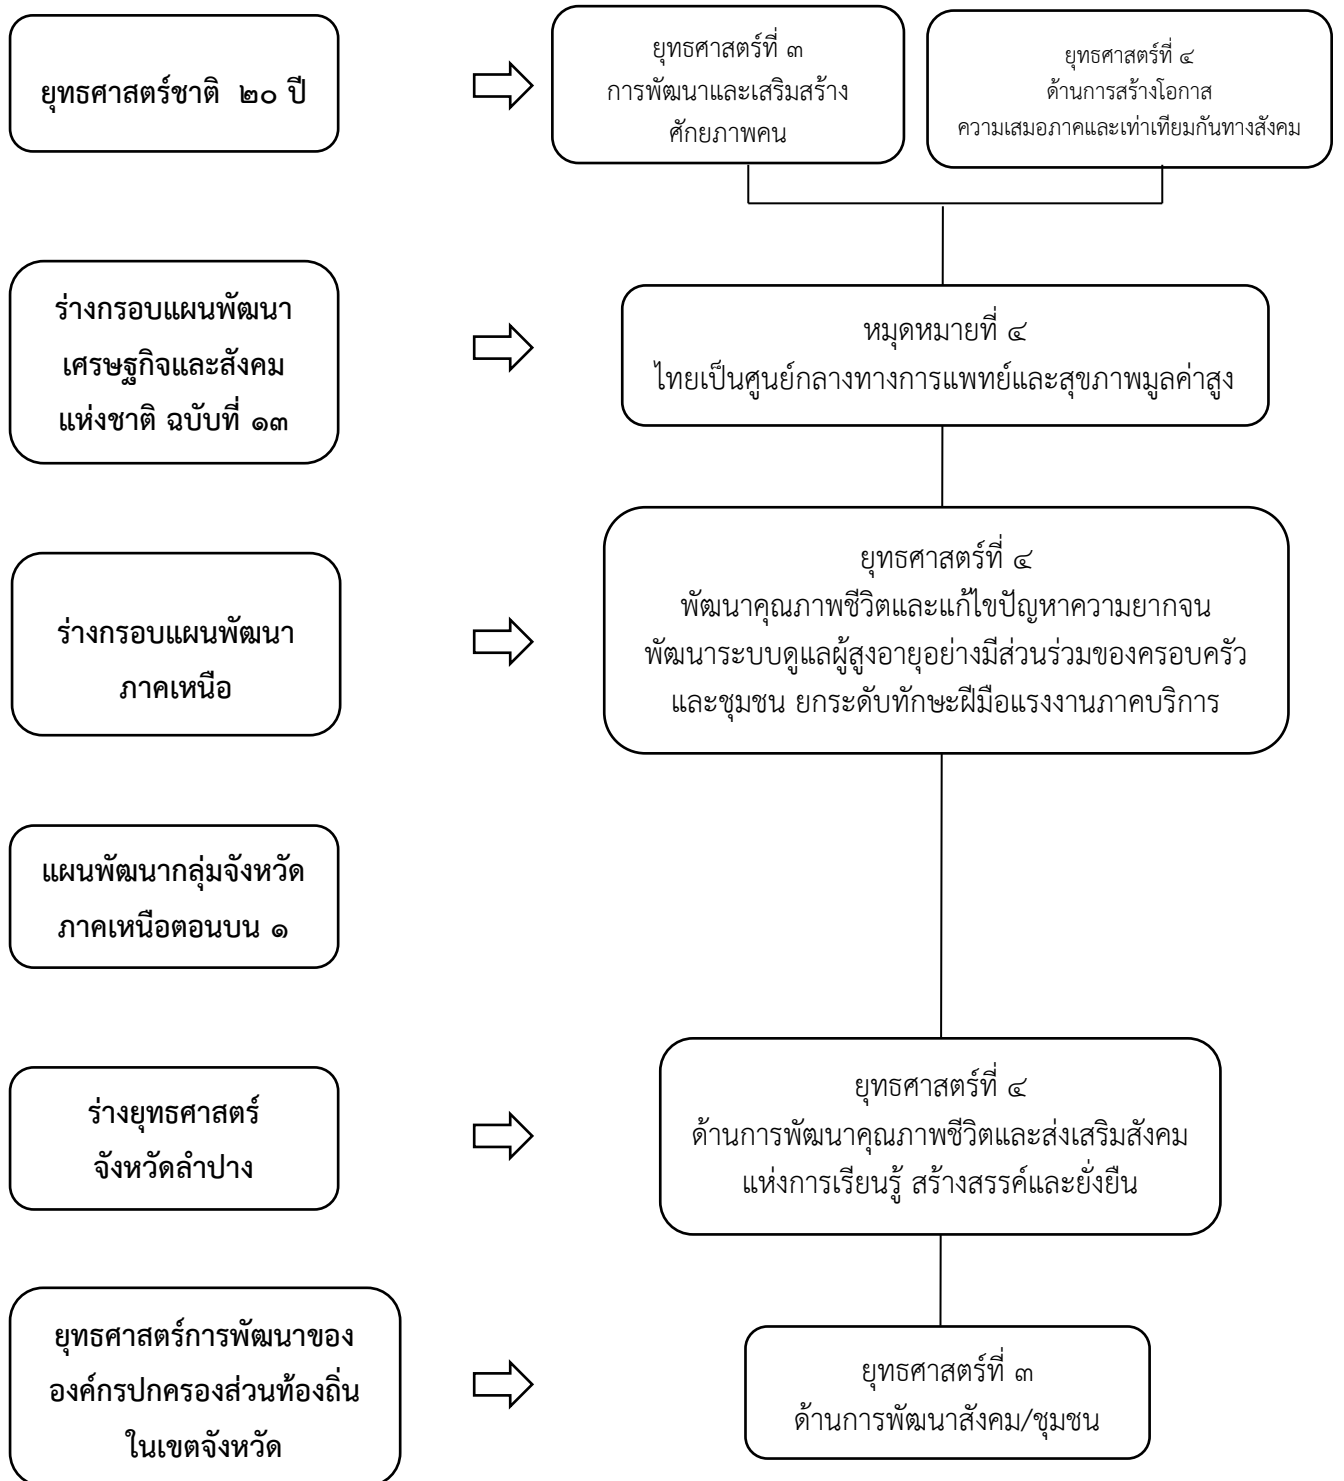 ยุทธศาสตร์ชาติ ๒๐ ปี
ยุทธศาสตร์ที่ ๓
การพัฒนาและเสริมสร้าง
ศักยภาพคน
ยุทธศาสตร์ที่ ๔
ด้านการสร้างโอกาส
ความเสมอภาคและเท่าเทียมกันทางสังคม
ร่างกรอบแผนพัฒนา
เศรษฐกิจและสังคม
แห่งชาติ ฉบับที่ ๑๓
หมุดหมายที่ ๔
ไทยเป็นศูนย์กลางทางการแพทย์และสุขภาพมูลค่าสูง
ร่างกรอบแผนพัฒนา
ภาคเหนือ
ยุทธศาสตร์ที่ ๔
พัฒนาคุณภาพชีวิตและแก้ไขปัญหาความยากจน
พัฒนาระบบดูแลผู้สูงอายุอย่างมีส่วนร่วมของครอบครัว
และชุมชน ยกระดับทักษะฝีมือแรงงานภาคบริการ
แผนพัฒนากลุ่มจังหวัด
ภาคเหนือตอนบน ๑
ร่างยุทธศาสตร์
จังหวัดลำปาง
ยุทธศาสตร์ที่ ๔
ด้านการพัฒนาคุณภาพชีวิตและส่งเสริมสังคม
แห่งการเรียนรู้ สร้างสรรค์และยั่งยืน
ยุทธศาสตร์การพัฒนาของ
องค์กรปกครองส่วนท้องถิ่น
ในเขตจังหวัด
ยุทธศาสตร์ที่ ๓
ด้านการพัฒนาสังคม/ชุมชน